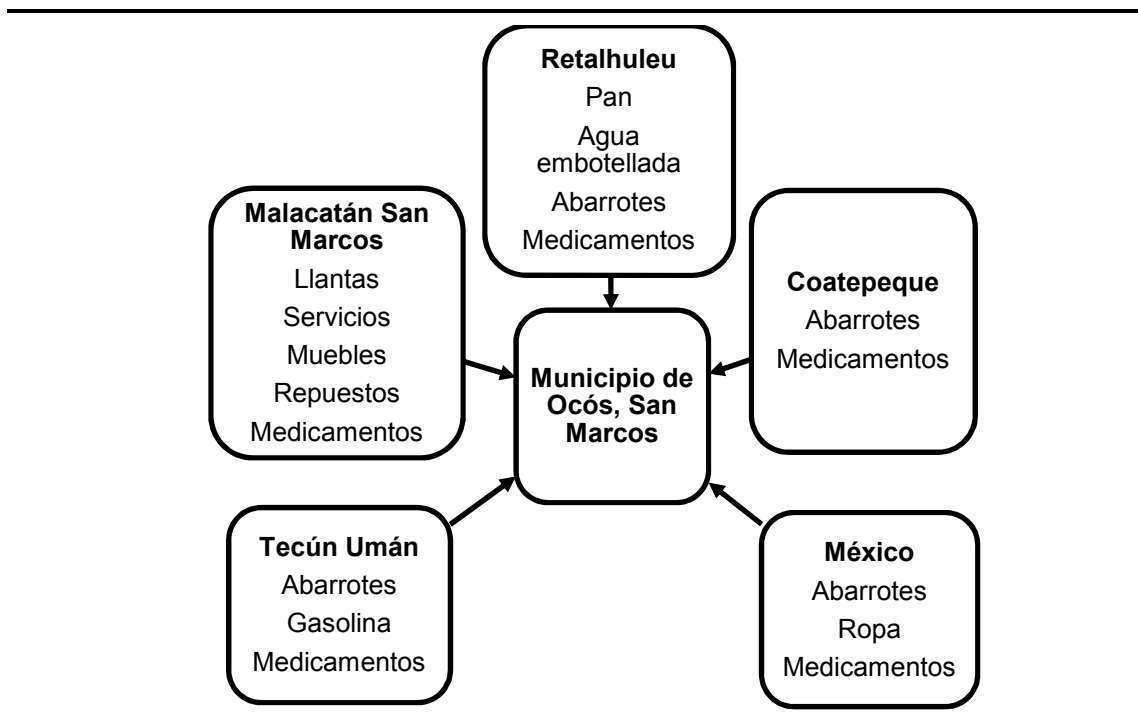 Retalhuleu
Pan
Agua
embotellada
Abarrotes
Medicamentos
Malacatán San
Marcos
Llantas
Servicios
Muebles
Repuestos
Medicamentos
Coatepeque
Abarrotes
Medicamentos
Municipio de
Ocós, San
Marcos
Tecún Umán
Abarrotes
Gasolina
Medicamentos
México
Abarrotes
Ropa
Medicamentos